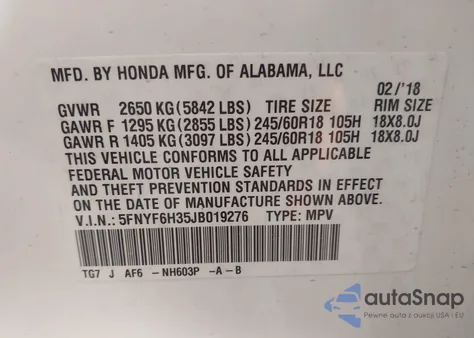 MFD. BY HONDA MFG. OF ALABAMA, LLC
02/'18
GVWR 2650 KG(5842 LBS) TIRE SIZE RIM SIZE
GAWR F 1295 KG(2855 LBS) 245/60R18 105H 18X8.0J
GAWR R 1405 KG(3097 LBS) 245/60R18 105H 18X8.0J
THIS VEHICLE CONFORMS TO ALL APPLICABLE
FEDERAL MOTOR VEHICLE SAFETY
AND THEFT PREVENTION STANDARDS IN EFFECT
ON THE DATE OF MANUFACTURE SHOWN ABOVE.
V.I.N.: 5FNYF6H35JB019276 TYPE: MPV
TG7 J AF6 -NH603P -A-B
autoSnap
Pewne auto z okazji USA | EU